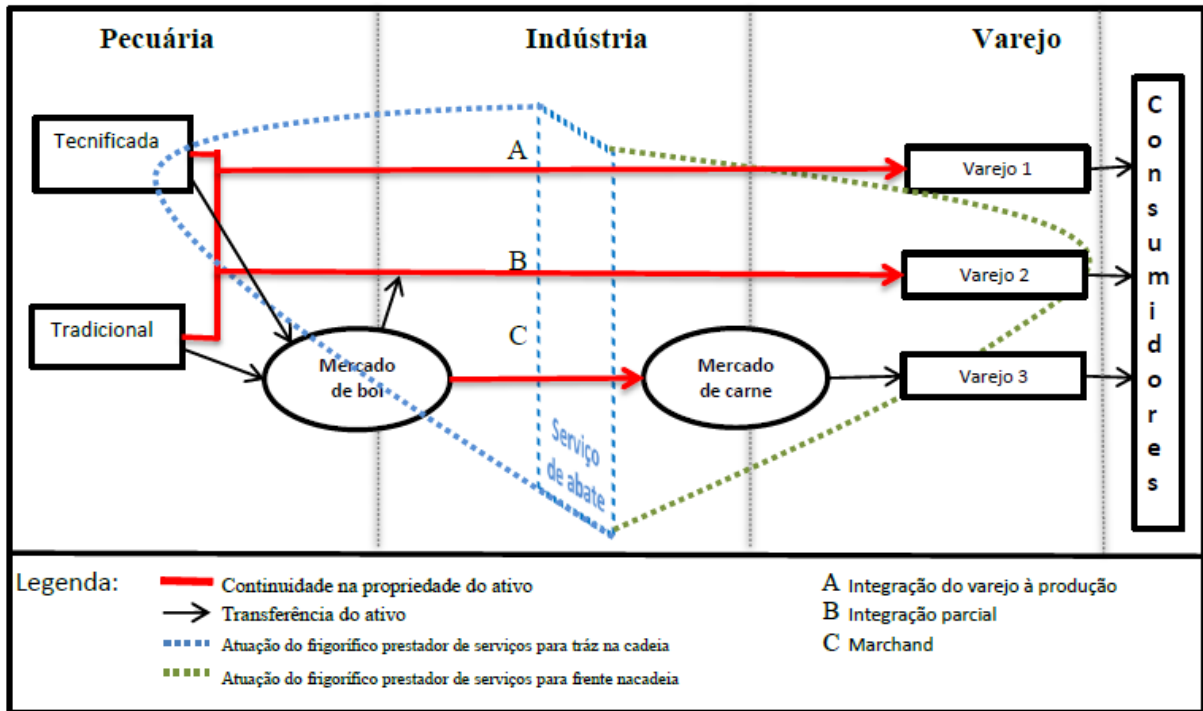 Pecuária
Indústria
Varejo
Tecnificada
A
Varejo 1
B
Varejo 2
Tradicional
C
Mercado
de boi
Mercado
de carne
Varejo 3
Serviço
de abate
Consumidores
Legenda:
Continuidade na propriedade do ativo
Transferência do ativo
Atuação do frigorífico prestador de serviços para tráz na cadeia
Atuação do frigorífico prestador de serviços para frente nacadeia
A Integração do varejo à produção
B Integração parcial
C Marchand